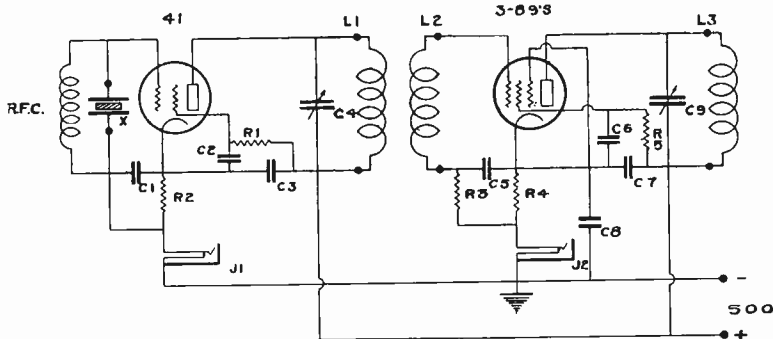 41
L1
L2
3-89'S
L3
R.F.C.
X
C4
C9
R1
C2
C6
R5
C1
R2
C3
R3
C5
R4
C7
C8
J1
J2
-
500
+